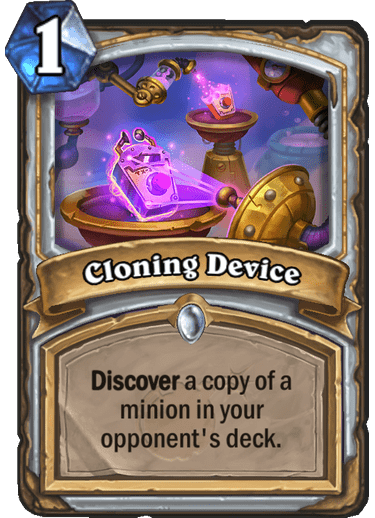 1
Cloning Device
Discover a copy of a
minion in your
opponent's deck.